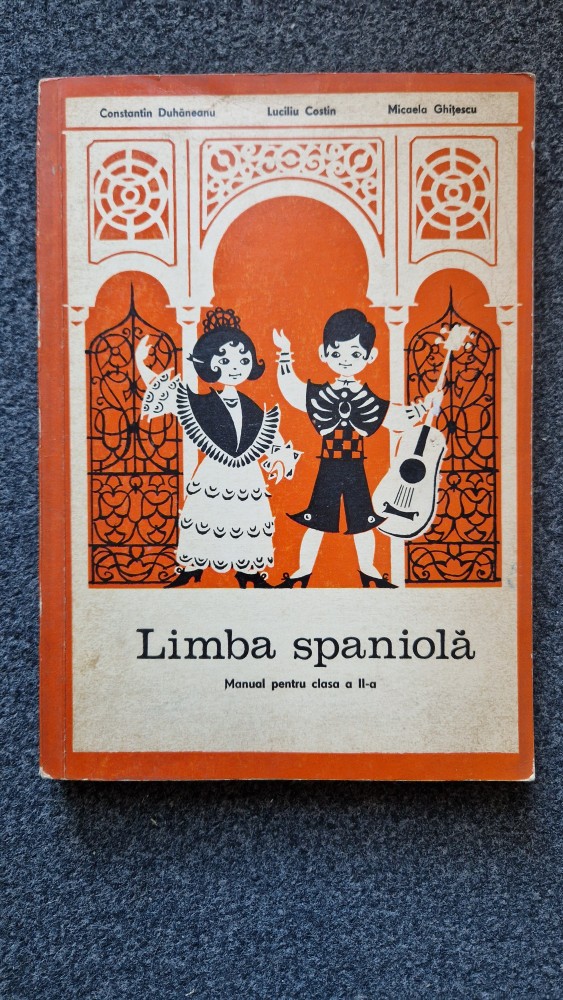 Constantin Duhăneanu Luciliu Costin Micaela Ghițescu
Limba spaniolă
Manual pentru clasa a II-a